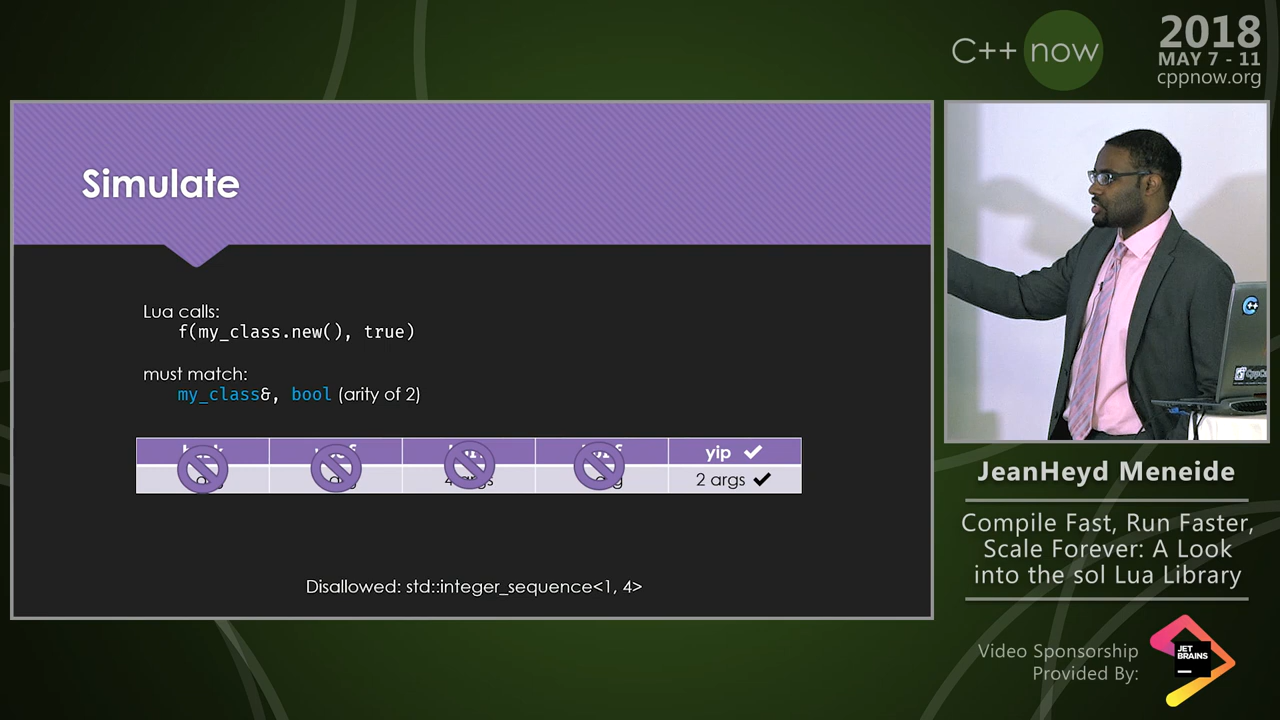 C++ now
2018
MAY 7 - 11
cppnow.org
Simulate
Lua calls:
f(my_class.new(), true)
must match:
my_class&, bool (arity of 2)
yip ✔
2 args ✔
Disallowed: std::integer_sequence<1, 4>
JeanHeyd Meneide
Compile Fast, Run Faster,
Scale Forever: A Look
into the sol Lua Library
Video Sponsorship
Provided By:
JET
BRAINS